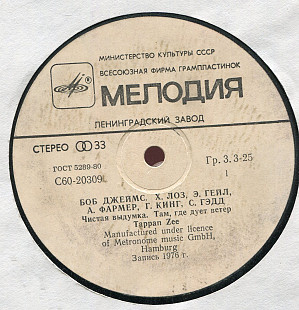 МИНИСТЕРСТВО КУЛЬТУРЫ СССР
ВСЕСОЮЗНАЯ ФИРМА ГРАМПЛАСТИНОК
МЕЛОДИЯ
ЛЕНИНГРАДСКИЙ ЗАВОД
СТЕРЕО 33
ГОСТ 5289-80
Гр. 3.3-25
С60-20309
1
БОБ ДЖЕЙМС, Х. ЛОЗ, Э. ГЕЙЛ,
А. ФАРМЕР, Г. КИНГ, С. ГЭДД
Чистая выдумка. Там, где дует ветер
Tappan Zee
Manufactured under licence
of Metronome music GmbH,
Hamburg
Запись 1976 г.